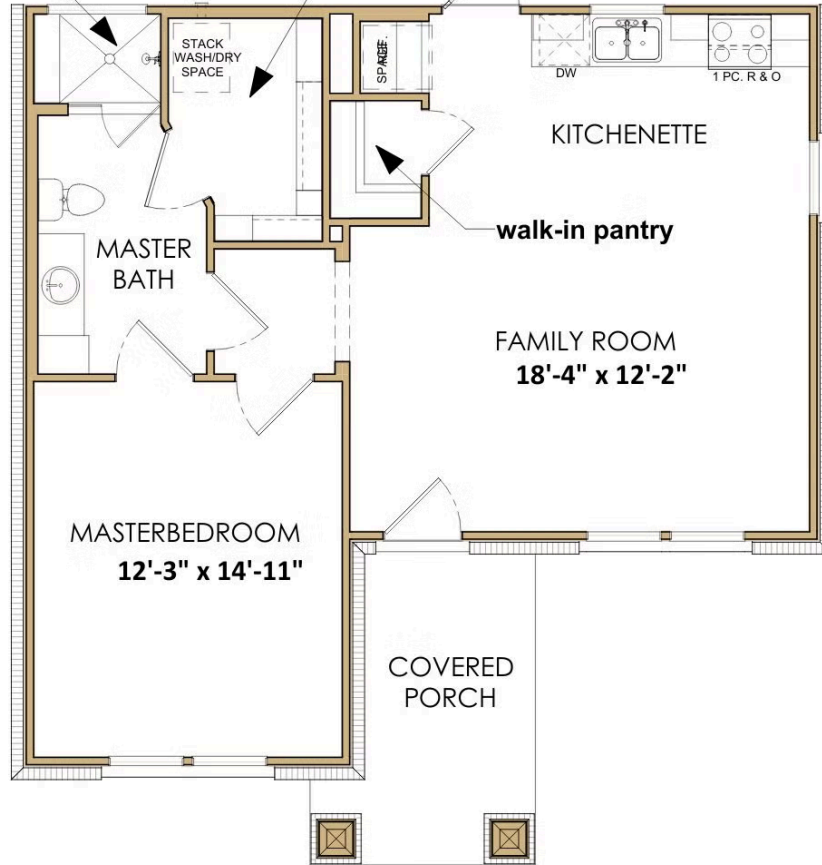 STACK
WASH/DRY
SPACE
SPACE
DW
1 PC. R & O
KITCHENETTE
walk-in pantry
MASTER
BATH
FAMILY ROOM
18'-4" x 12'-2"
MASTERBEDROOM
12'-3" x 14'-11"
COVERED
PORCH